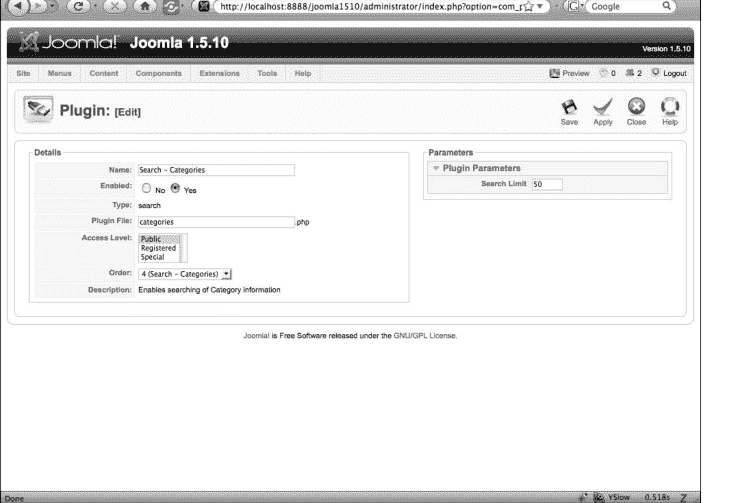 http://localhost:8888/joomla1510/administrator/index.php?option=com_p
Google
Joomla! Joomla 1.5.10
Version 1.5.10
Site Menus Content Components Extensions Tools Help Preview 0 2 Logout
Plugin: [Edit]
Save Apply Close Help
Details
Name: Search - Categories
Enabled: No Yes
Type: search
Plugin File: categories .php
Access Level: Public
Registered
Special
Order: 4 (Search - Categories)
Description: Enables searching of Category information
Parameters
Plugin Parameters
Search Limit 50
Joomla! is Free Software released under the GNU/GPL License.
Done YSlow 0.518s